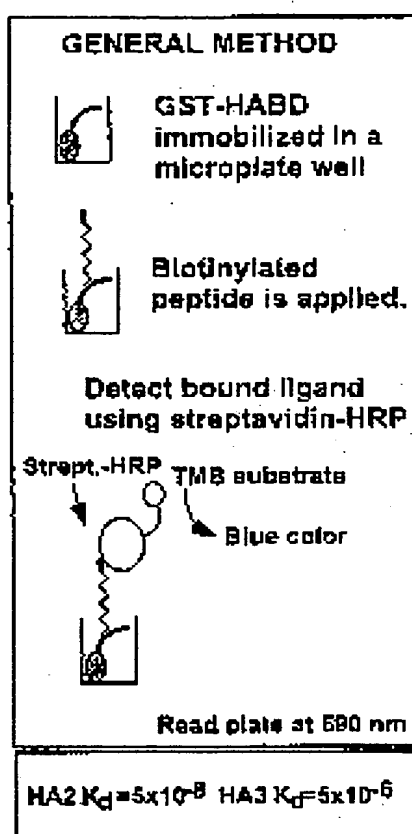 GENERAL METHOD
GST-HABD
immobilized in a
microplate well
Biotinylated
peptide is applied.
Detect bound ligand
using streptavidin-HRP
Strept.-HRP TMB substrate
Blue color
Read plate at 690 nm
HA2 Kd=5x10-8 HA3 Kd=5x10-6